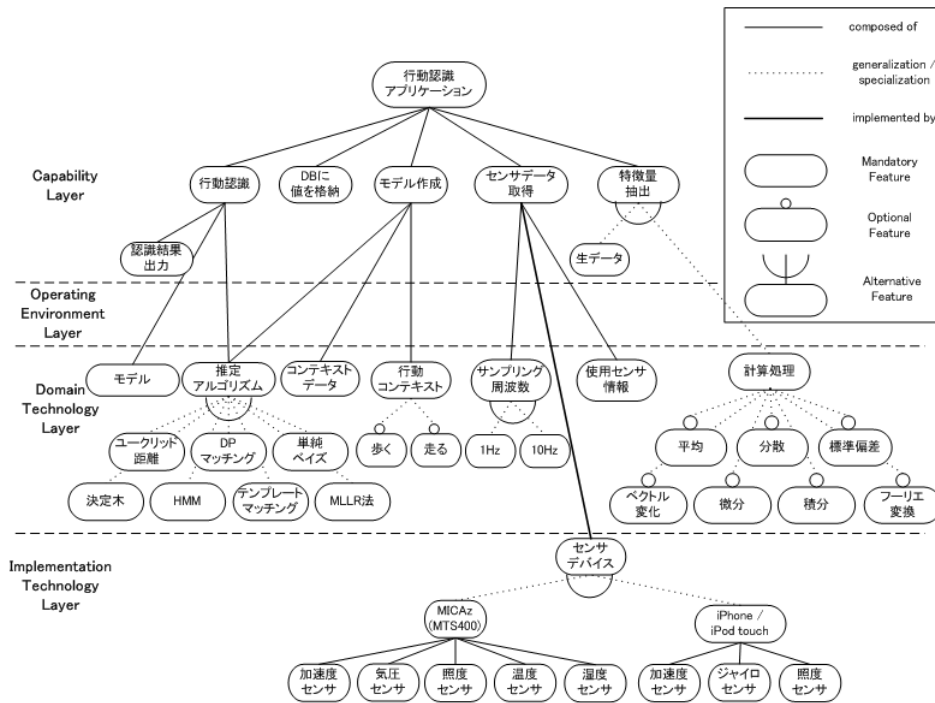 composed of
generalization /
specialization
implemented by
Mandatory
Feature
Optional
Feature
Alternative
Feature
行動認識
アプリケーション
Capability
Layer
行動認識
DBに
値を格納
モデル作成
センサデータ
取得
特徴量
抽出
認識結果
出力
生データ
Operating
Environment
Layer
Domain
Technology
Layer
モデル
推定
アルゴリズム
コンテキスト
データ
行動
コンテキスト
サンプリング
周波数
使用センサ
情報
計算処理
ユークリッド
距離
DP
マッチング
単純
ベイズ
歩く
走る
1Hz
10Hz
平均
分散
標準偏差
決定木
HMM
テンプレート
マッチング
MLLR法
ベクトル
変化
微分
積分
フーリエ
変換
Implementation
Technology
Layer
センサ
デバイス
MICAz
(MTS400)
iPhone /
iPod touch
加速度
センサ
気圧
センサ
照度
センサ
温度
センサ
湿度
センサ
加速度
センサ
ジャイロ
センサ
照度
センサ